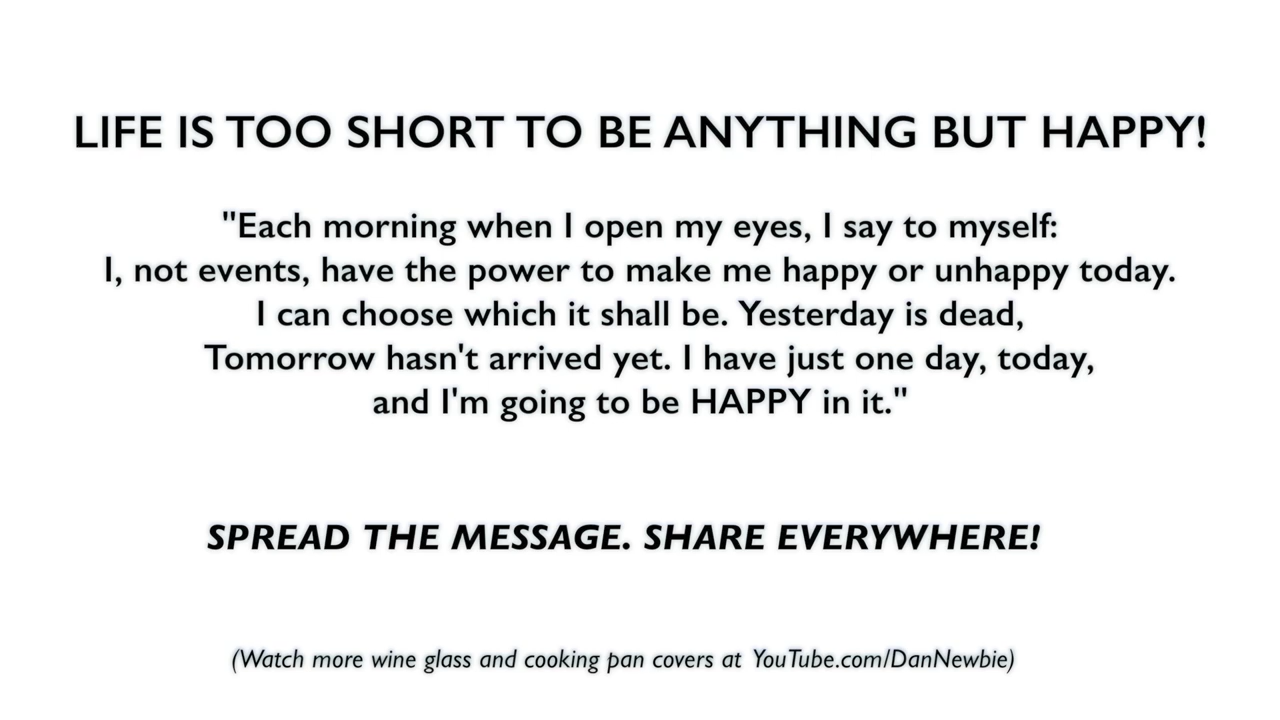 LIFE IS TOO SHORT TO BE ANYTHING BUT HAPPY!
"Each morning when I open my eyes, I say to myself:
I, not events, have the power to make me happy or unhappy today.
I can choose which it shall be. Yesterday is dead,
Tomorrow hasn't arrived yet. I have just one day, today,
and I'm going to be HAPPY in it."
SPREAD THE MESSAGE. SHARE EVERYWHERE!
(Watch more wine glass and cooking pan covers at YouTube.com/DanNewbie)